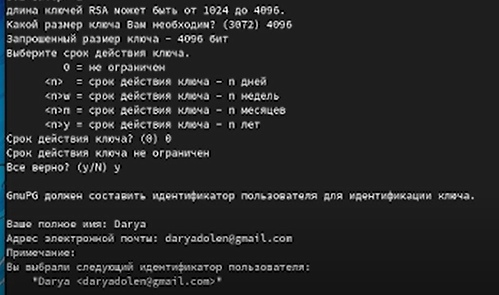 длина ключей RSA может быть от 1024 до 4096.
Какой размер ключа Вам необходим? (3072) 4096
Запрошенный размер ключа - 4096 бит
Выберите срок действия ключа.
0 = не ограничен
<n> = срок действия ключа - n дней
<n>w = срок действия ключа - n недель
<n>m = срок действия ключа - n месяцев
<n>y = срок действия ключа - n лет
Срок действия ключа? (0) 0
Срок действия ключа не ограничен
Все верно? (y/N) y
GnuPG должен составить идентификатор пользователя для идентификации ключа.
Ваше полное имя: Darya
Адрес электронной почты: daryadolen@gmail.com
Примечание:
Вы выбрали следующий идентификатор пользователя:
"Darya <daryadolen@gmail.com>"